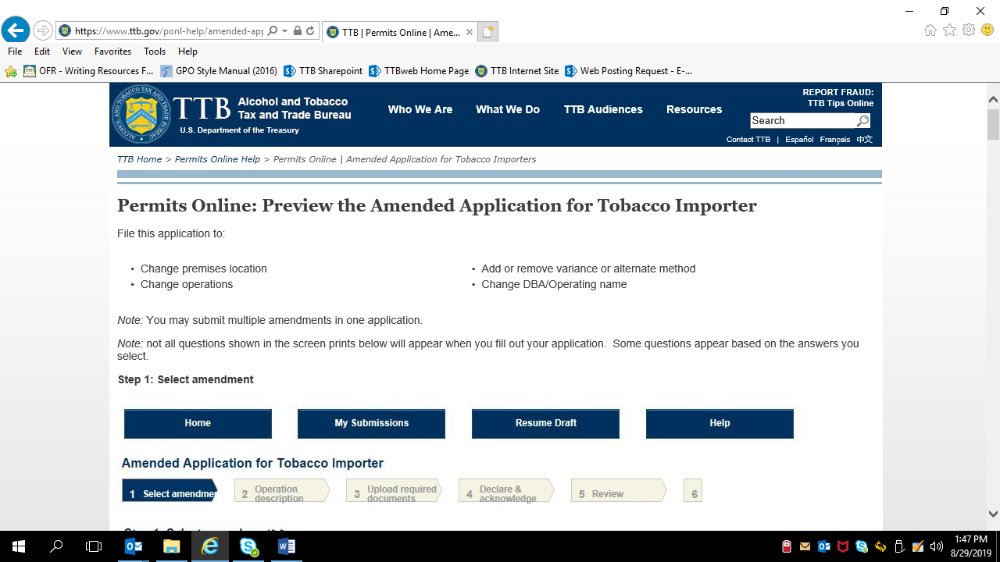 https://www.ttb.gov/ponl-help/amended-ap
TTB | Permits Online | Ame...
File Edit View Favorites Tools Help
OFR - Writing Resources F... GPO Style Manual (2016) TTB Sharepoint TTBweb Home Page TTB Internet Site Web Posting Request - E-...
ALCOHOL AND TOBACCO TAX AND TRADE BUREAU
TTB
Alcohol and Tobacco
Tax and Trade Bureau
U.S. Department of the Treasury
Who We Are What We Do TTB Audiences Resources
REPORT FRAUD:
TTB Tips Online
Search
Contact TTB | Español Français 中文
TTB Home > Permits Online Help > Permits Online | Amended Application for Tobacco Importers
Permits Online: Preview the Amended Application for Tobacco Importer
File this application to:
• Change premises location
• Change operations
• Add or remove variance or alternate method
• Change DBA/Operating name
Note: You may submit multiple amendments in one application.
Note: not all questions shown in the screen prints below will appear when you fill out your application.  Some questions appear based on the answers you
select.
Step 1: Select amendment
Home My Submissions Resume Draft Help
Amended Application for Tobacco Importer
1 Select amendmer
2 Operation
description
3 Upload required
documents
4 Declare &
acknowledge
5 Review
6
1:47 PM
8/29/2019